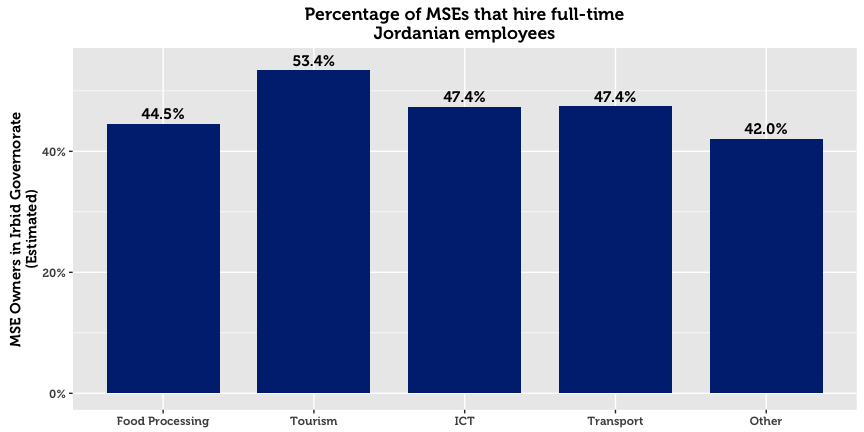 Percentage of MSEs that hire full-time
Jordanian employees
MSE Owners in Irbid Governorate
(Estimated)
40%
20%
0%
44.5%
53.4%
47.4%
47.4%
42.0%
Food Processing
Tourism
ICT
Transport
Other